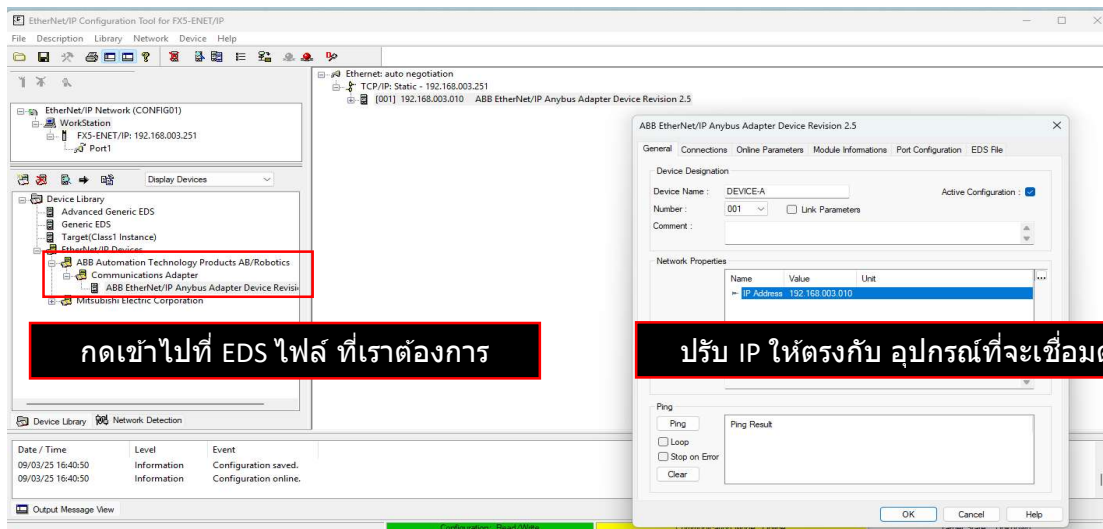 EtherNet/IP Configuration Tool for FX5-ENET/IP
File Description Library Network Device Help
EtherNet/IP Network (CONFIG01)
WorkStation
FX5-ENET/IP: 192.168.003.251
Port1
Display Devices
Device Library
Advanced Generic EDS
Generic EDS
Target(Class1 Instance)
EtherNet/IP Devices
ABB Automation Technology Products AB/Robotics
Communications Adapter
ABB EtherNet/IP Anybus Adapter Device Revisi
Mitsubishi Electric Corporation
กดเข้าไปที่ EDS ไฟล์ ที่เราต้องการ
Device Library Network Detection
Ethernet: auto negotiation
TCP/IP: Static - 192.168.003.251
[001] 192.168.003.010 ABB EtherNet/IP Anybus Adapter Device Revision 2.5
ABB EtherNet/IP Anybus Adapter Device Revision 2.5
General Connections Online Parameters Module Informations Port Configuration EDS File
Device Designation
Device Name : DEVICE-A Active Configuration :
Number : 001 Link Parameters
Comment :
Network Properties
Name Value Unit
IP Address 192.168.003.010
...
ปรับ IP ให้ตรงกับ อุปกรณ์ที่จะเชื่อมต
Ping
Ping Ping Result
Loop
Stop on Error
Clear
OK Cancel Help
Date / Time Level Event
09/03/25 16:40:50 Information Configuration saved.
09/03/25 16:40:50 Information Configuration online.
Output Message View
Configuration: Read/Write